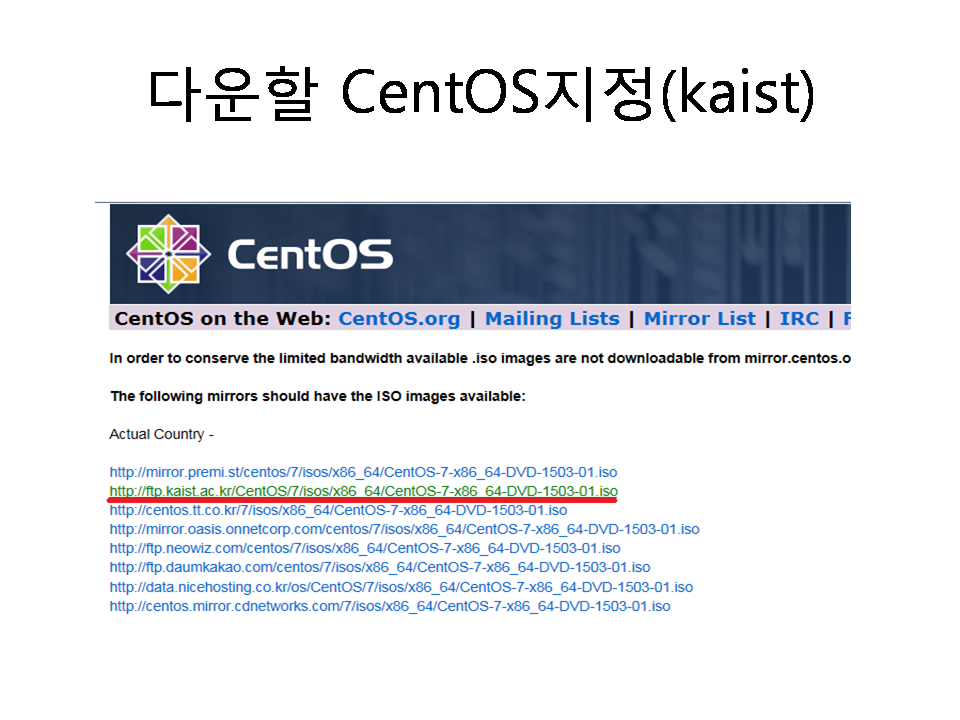 다운할 CentOS지정(kaist)
CentOS
CentOS on the Web: CentOS.org | Mailing Lists | Mirror List | IRC |
In order to conserve the limited bandwidth available .iso images are not downloadable from mirror.centos.o
The following mirrors should have the ISO images available:
Actual Country -
http://mirror.premi.st/centos/7/isos/x86_64/CentOS-7-x86_64-DVD-1503-01.iso
http://ftp.kaist.ac.kr/CentOS/7/isos/x86_64/CentOS-7-x86_64-DVD-1503-01.iso
http://centos.tt.co.kr/7/isos/x86_64/CentOS-7-x86_64-DVD-1503-01.iso
http://mirror.oasis.onnetcorp.com/centos/7/isos/x86_64/CentOS-7-x86_64-DVD-1503-01.iso
http://ftp.neowiz.com/centos/7/isos/x86_64/CentOS-7-x86_64-DVD-1503-01.iso
http://ftp.daumkakao.com/centos/7/isos/x86_64/CentOS-7-x86_64-DVD-1503-01.iso
http://data.nicehosting.co.kr/os/CentOS/7/isos/x86_64/CentOS-7-x86_64-DVD-1503-01.iso
http://centos.mirror.cdnetworks.com/7/isos/x86_64/CentOS-7-x86_64-DVD-1503-01.iso